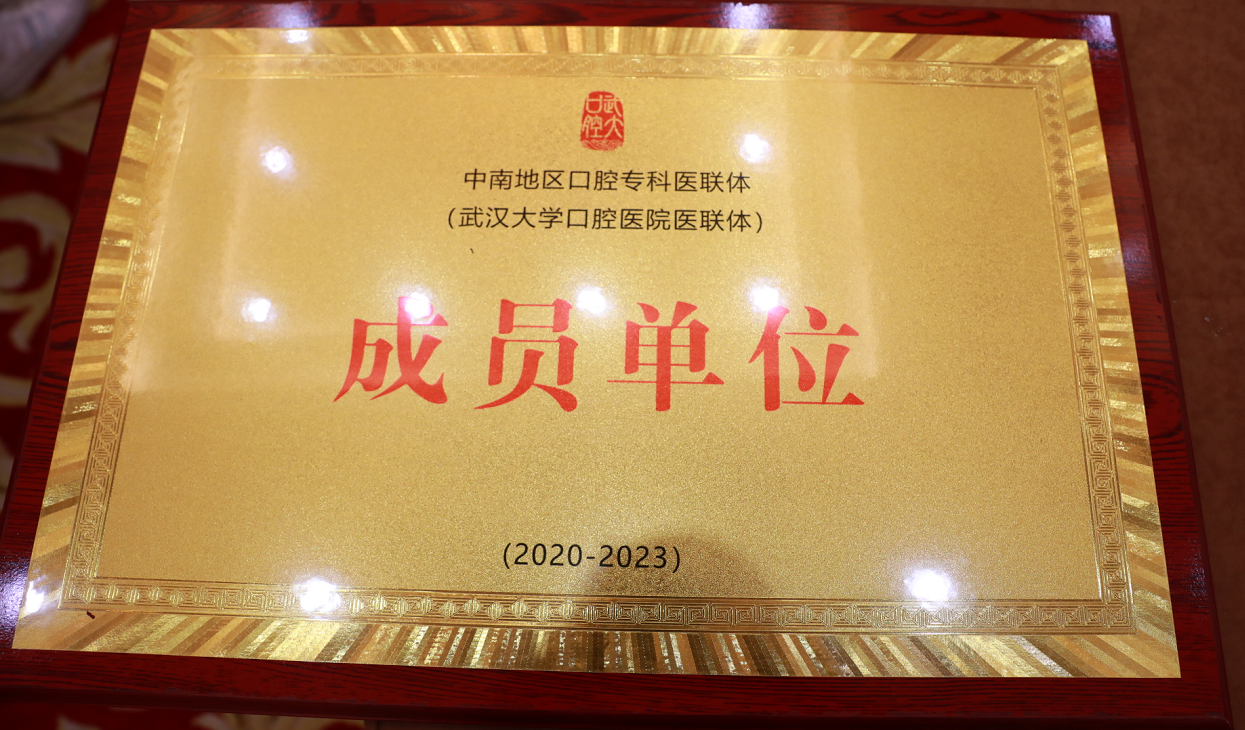 武大口腔
中南地区口腔专科医联体
(武汉大学口腔医院医联体)
成员单位
(2020-2023)